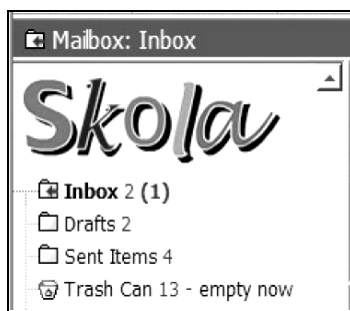 Mailbox: Inbox
Skola
Inbox 2 (1)
Drafts 2
Sent Items 4
Trash Can 13 - empty now